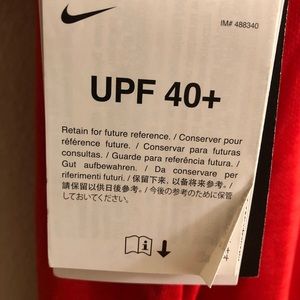 IM# 488340
UPF 40+
Retain for future reference. / Conserver pour
référence future. / Conservar para futuras
consultas. / Guarde para referência futura. /
Gut aufbewahren. / Da conservare per
riferimenti futuri. / 保留下来, 以备将来参考。 /
請保留以供日後參考。 / 今後の参考のために保管
しておいてください。